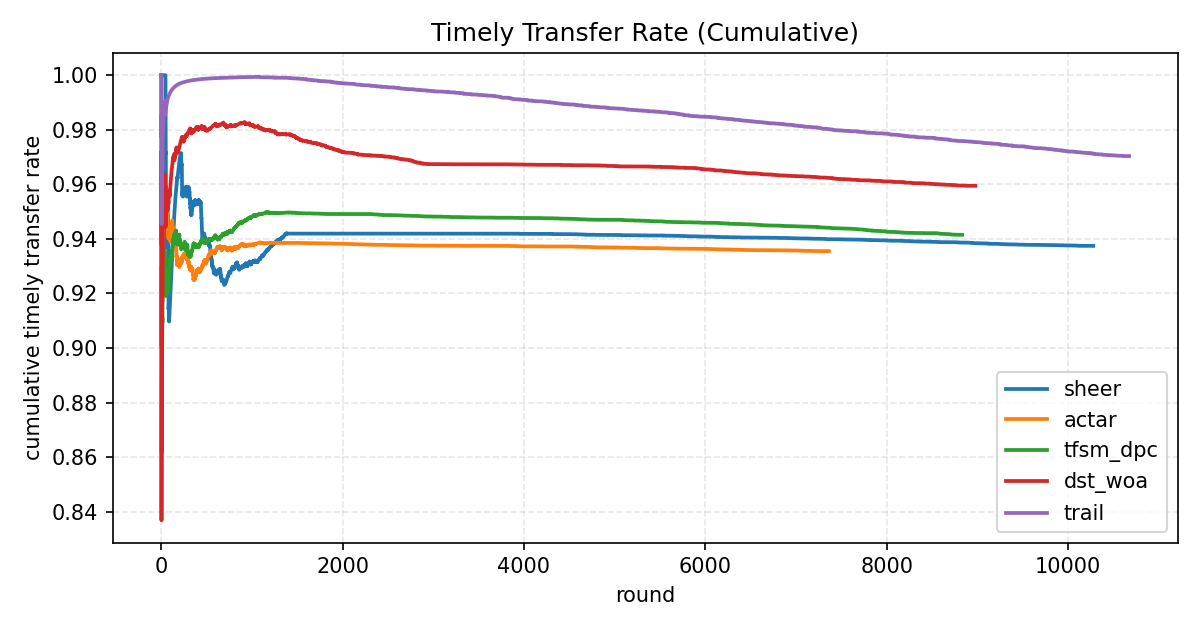 Timely Transfer Rate (Cumulative)
cumulative timely transfer rate
1.00
0.98
0.96
0.94
0.92
0.90
0.88
0.86
0.84
sheer
actar
tfsm_dpc
dst_woa
trail
0 2000 4000 6000 8000 10000
round